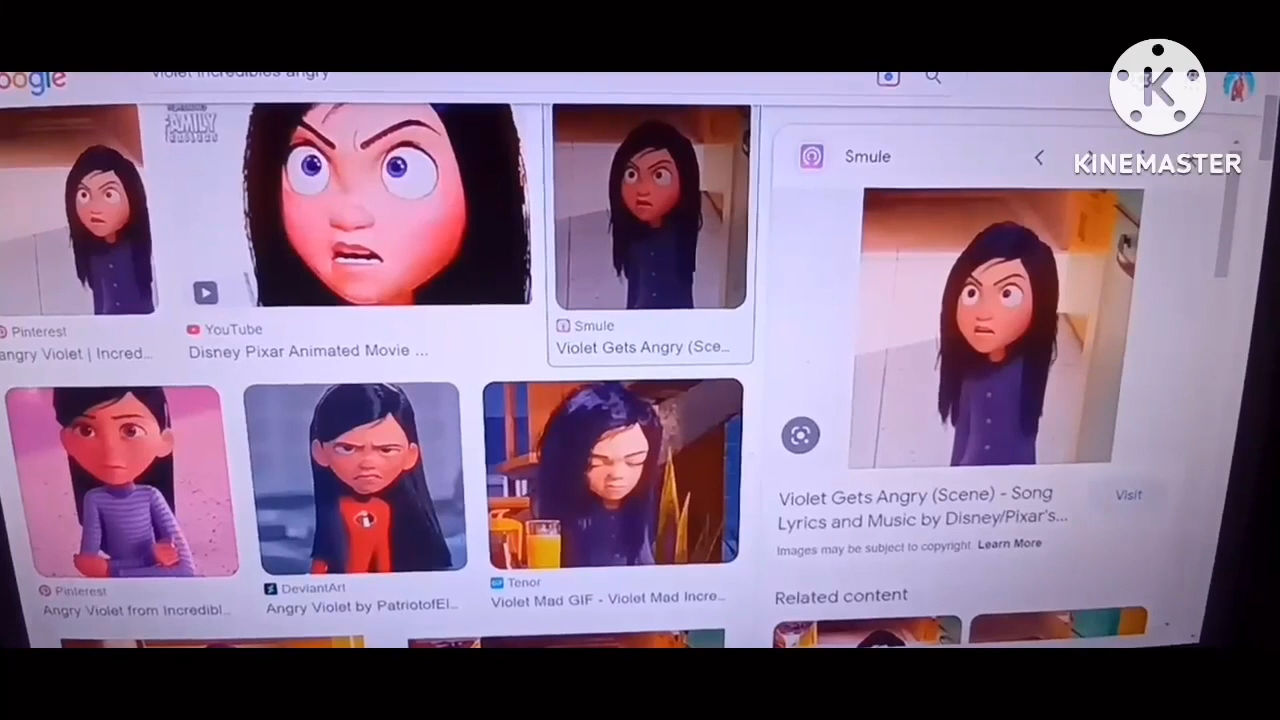 oogle
violet incredibles angry
KINEMASTER
Smule
FAMILY
Pinterest
angry Violet | Incred...
YouTube
Disney Pixar Animated Movie ...
Smule
Violet Gets Angry (Sce...
Violet Gets Angry (Scene) - Song
Lyrics and Music by Disney/Pixar's...
Visit
Images may be subject to copyright Learn More
Pinterest
Angry Violet from Incredibl...
DeviantArt
Angry Violet by PatriotofEl...
Tenor
Violet Mad GIF - Violet Mad Incre...
Related content